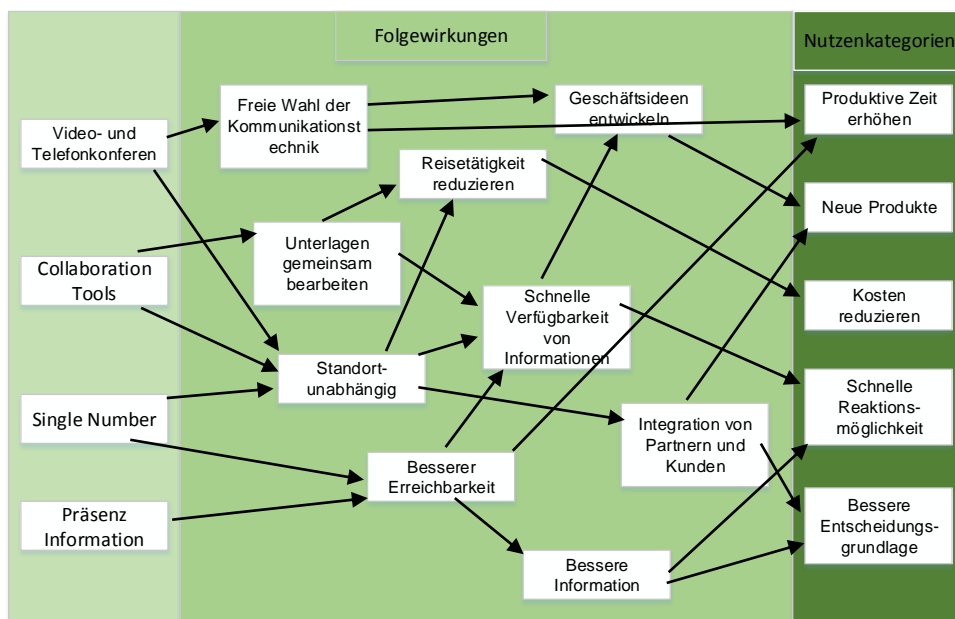 Folgewirkungen
Nutzenkategorien
Video- und
Telefonkonferen
Collaboration
Tools
Single Number
Präsenz
Information
Freie Wahl der
Kommunikationst
echnik
Geschäftsideen
entwickeln
Reisetätigkeit
reduzieren
Unterlagen
gemeinsam
bearbeiten
Schnelle
Verfügbarkeit
von
Informationen
Standort-
unabhängig
Integration von
Partnern und
Kunden
Besserer
Erreichbarkeit
Bessere
Information
Produktive Zeit
erhöhen
Neue Produkte
Kosten
reduzieren
Schnelle
Reaktions-
möglichkeit
Bessere
Entscheidungs-
grundlage